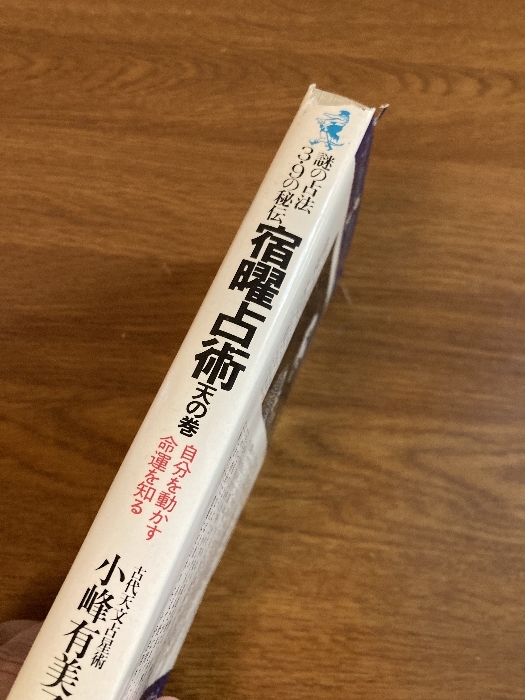 謎の占法
3・9の秘伝
宿曜占術
天の巻
自分を動かす
命運を知る
古代天文占星術
小峰有美